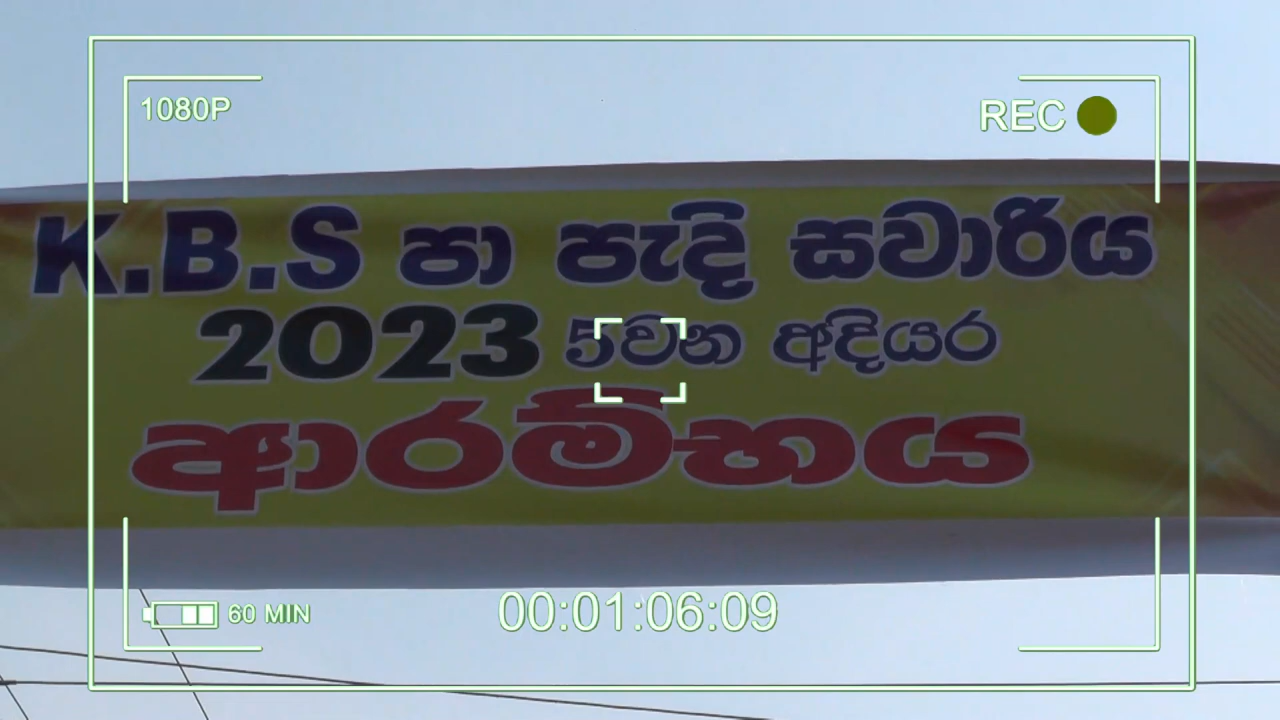 1080P
REC
K.B.S පා පැදි සවාරිය
2023 5වන අදියර
ආරම්භය
60 MIN
00:01:06:09